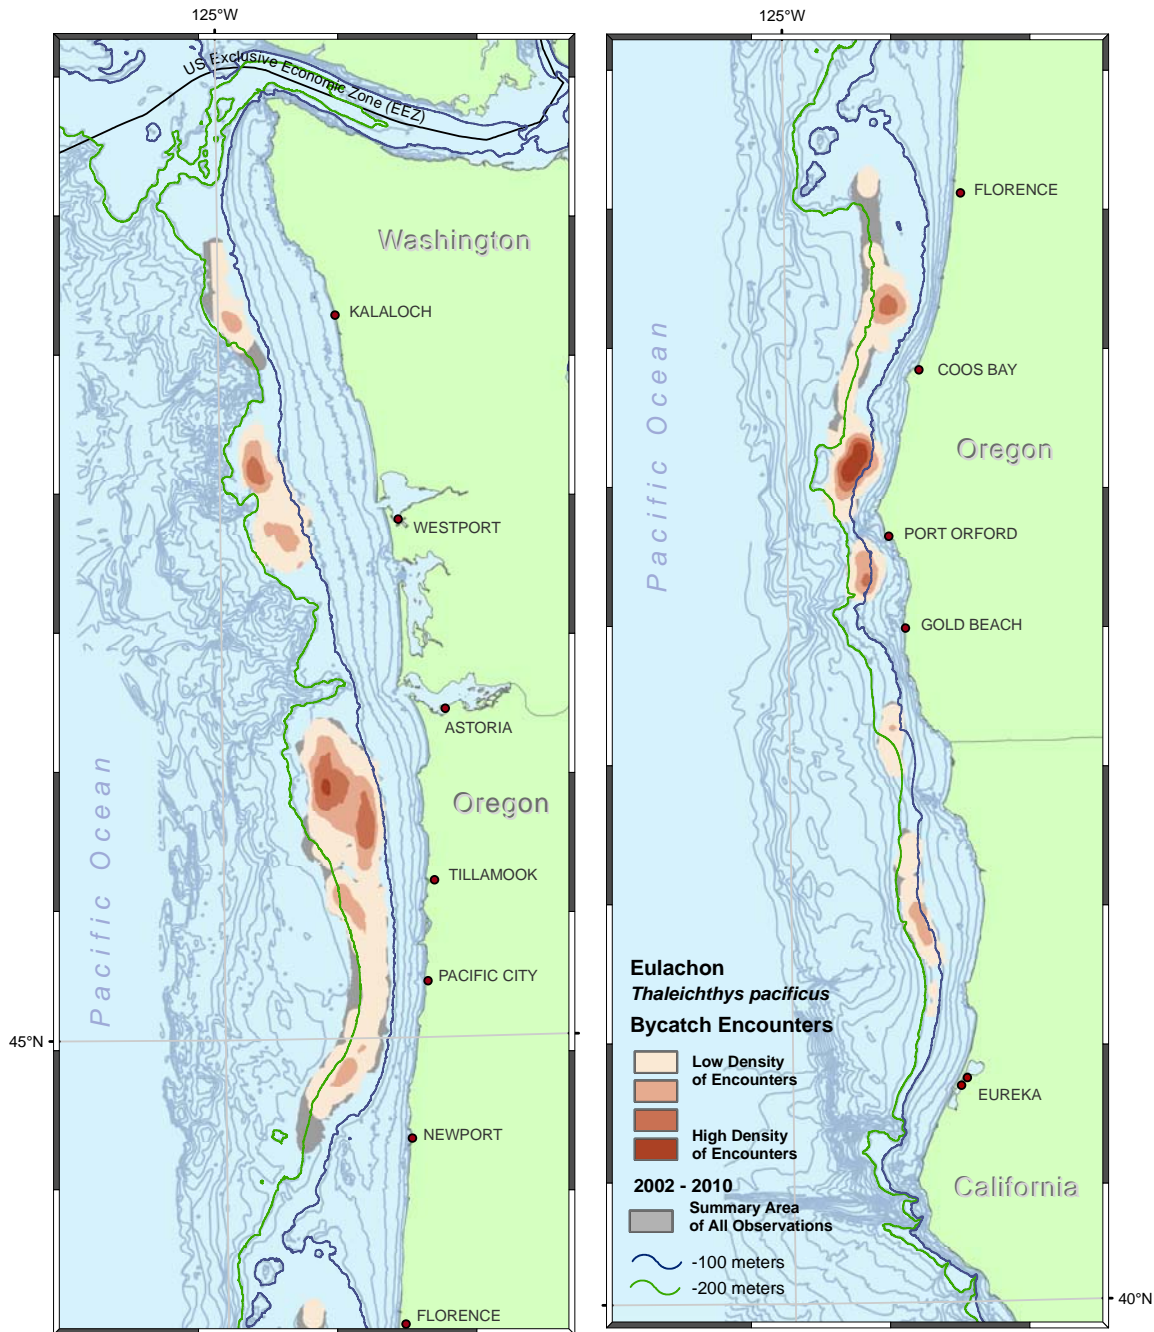 125°W
125°W
US Exclusive Economic Zone (EEZ)
Washington
KALALOCH
WESTPORT
ASTORIA
Oregon
Pacific Ocean
TILLAMOOK
PACIFIC CITY
45°N
NEWPORT
FLORENCE
FLORENCE
Pacific Ocean
COOS BAY
Oregon
PORT ORFORD
GOLD BEACH
EUREKA
California
40°N
Eulachon
Thaleichthys pacificus
Bycatch Encounters
Low Density
of Encounters
High Density
of Encounters
2002 - 2010
Summary Area
of All Observations
-100 meters
-200 meters